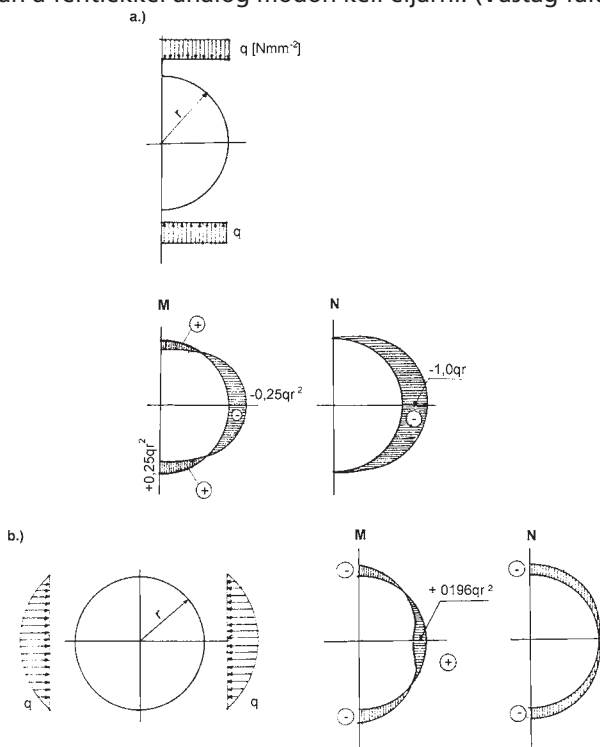 a.)
q [Nmm⁻²]
r
q
M
N
+
-0,25qr²
-
+0,25qr²
+
-1,0qr
-
b.)
M
N
-
-
r
+ 0196qr²
+
q
q
-
-